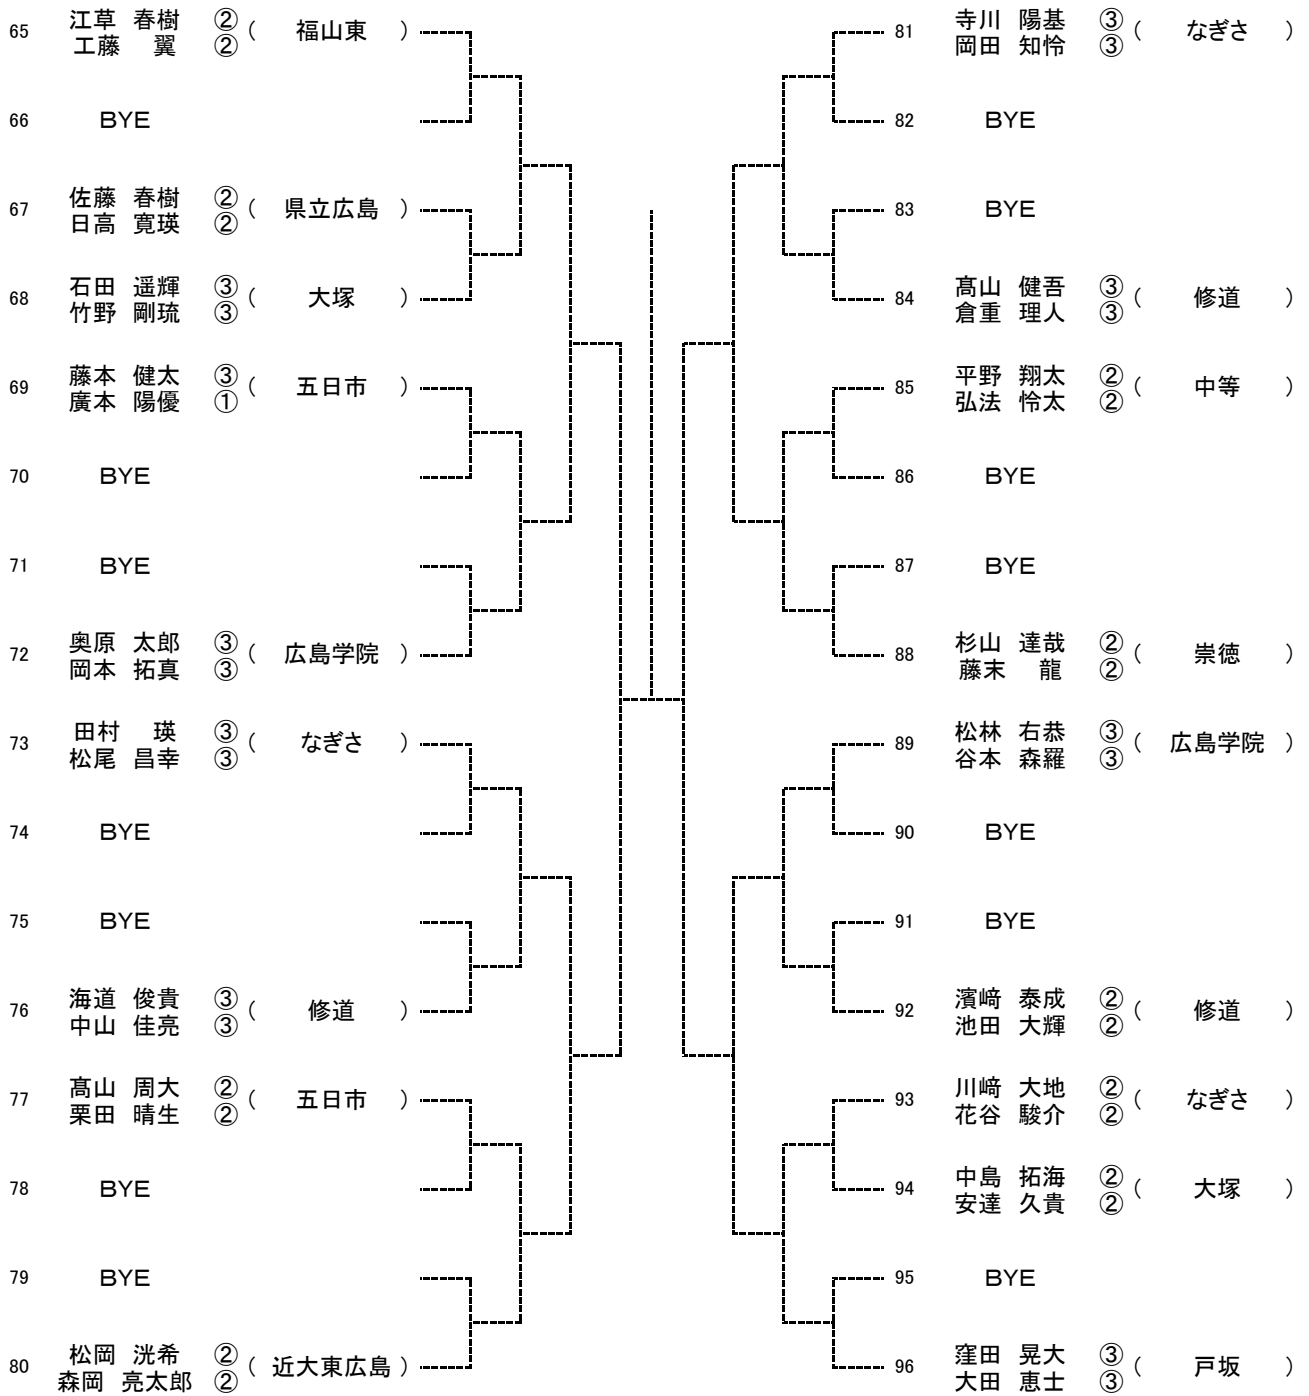 65 江草 春樹 ② ( 福山東 )
工藤 翼 ②
66 BYE
67 佐藤 春樹 ② ( 県立広島 )
日高 寛瑛 ②
68 石田 遥輝 ③ ( 大塚 )
竹野 剛琉 ③
69 藤本 健太 ③ ( 五日市 )
廣本 陽優 ①
70 BYE
71 BYE
72 奥原 太郎 ③ ( 広島学院 )
岡本 拓真 ③
73 田村 瑛 ③ ( なぎさ )
松尾 昌幸 ③
74 BYE
75 BYE
76 海道 俊貴 ③ ( 修道 )
中山 佳亮 ③
77 髙山 周大 ② ( 五日市 )
栗田 晴生 ②
78 BYE
79 BYE
80 松岡 洸希 ② ( 近大東広島 )
森岡 亮太郎 ②
81 寺川 陽基 ③ ( なぎさ )
岡田 知怜 ③
82 BYE
83 BYE
84 髙山 健吾 ③ ( 修道 )
倉重 理人 ③
85 平野 翔太 ② ( 中等 )
弘法 怜太 ②
86 BYE
87 BYE
88 杉山 達哉 ② ( 崇徳 )
藤末 龍 ②
89 松林 右恭 ③ ( 広島学院 )
谷本 森羅 ③
90 BYE
91 BYE
92 濱﨑 泰成 ② ( 修道 )
池田 大輝 ②
93 川﨑 大地 ② ( なぎさ )
花谷 駿介 ②
94 中島 拓海 ② ( 大塚 )
安達 久貴 ②
95 BYE
96 窪田 晃大 ③ ( 戸坂 )
大田 恵士 ③